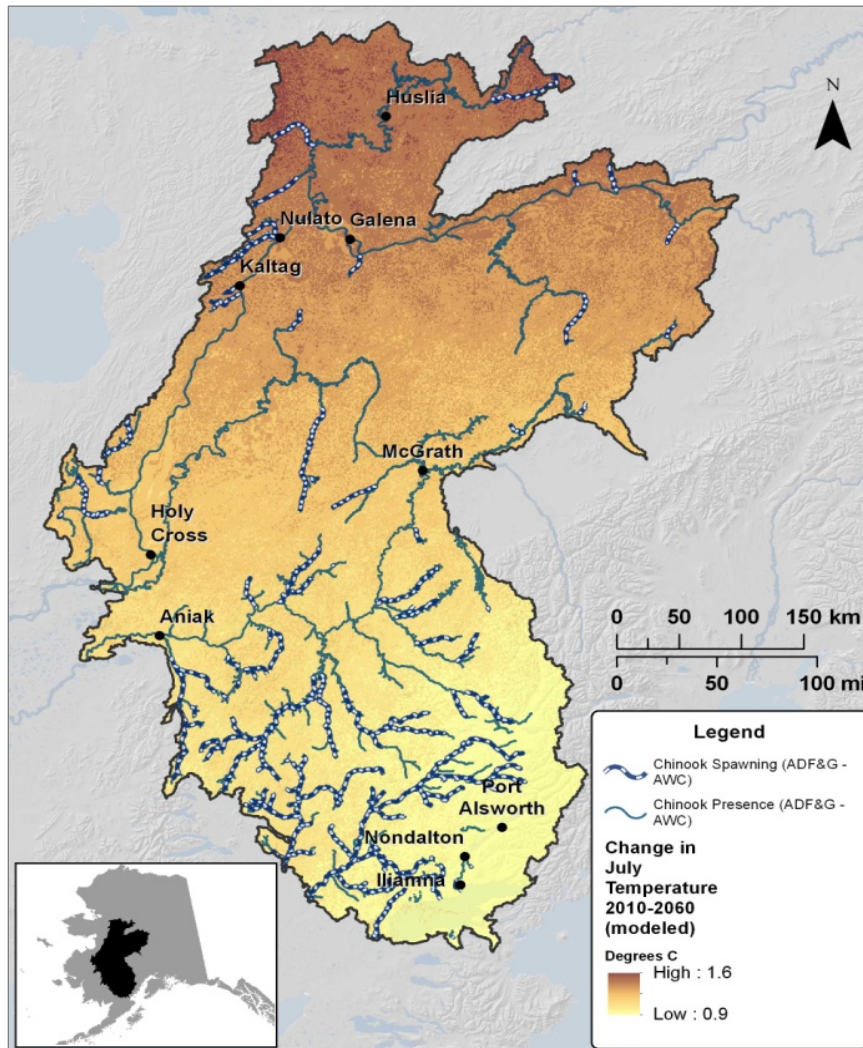 Huslia
N
Nulato Galena
Kaltag
McGrath
Holy
Cross
Aniak
0 50 100 150 km
0 50 100 mi
Port
Alsworth
Nondalton
Iliamna
Legend
Chinook Spawning (ADF&G -
AWC)
Chinook Presence (ADF&G -
AWC)
Change in
July
Temperature
2010-2060
(modeled)
Degrees C
High : 1.6
Low : 0.9